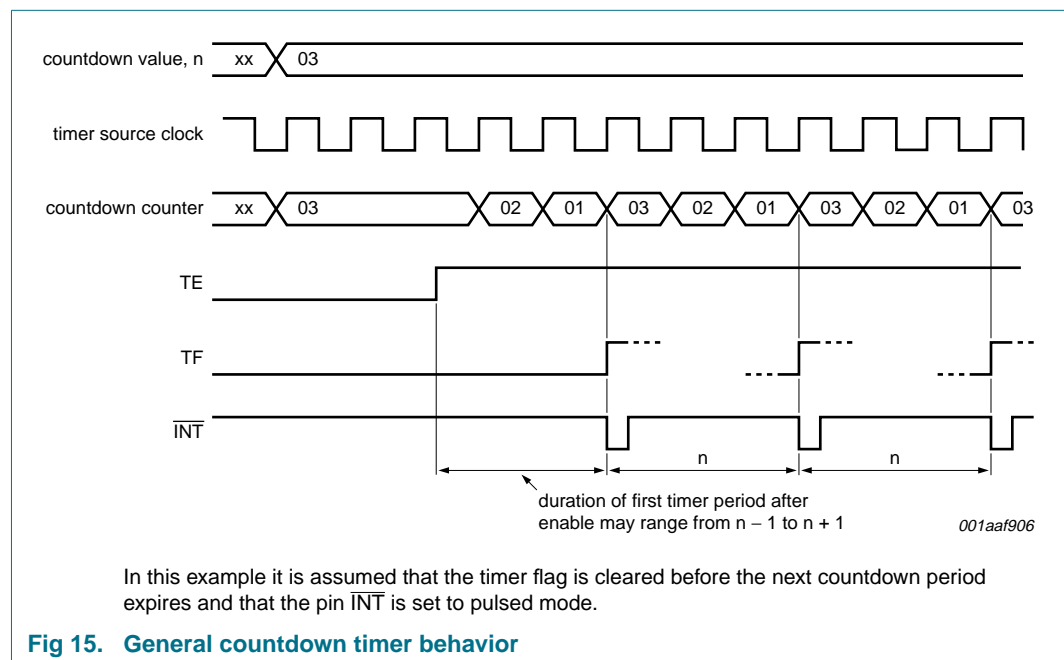 countdown value, n xx 03
timer source clock
countdown counter xx 03 02 01 03 02 01 03 02 01 03
TE
TF
INT
n n
duration of first timer period after
enable may range from n – 1 to n + 1
001aaf906
In this example it is assumed that the timer flag is cleared before the next countdown period
expires and that the pin INT is set to pulsed mode.
Fig 15. General countdown timer behavior